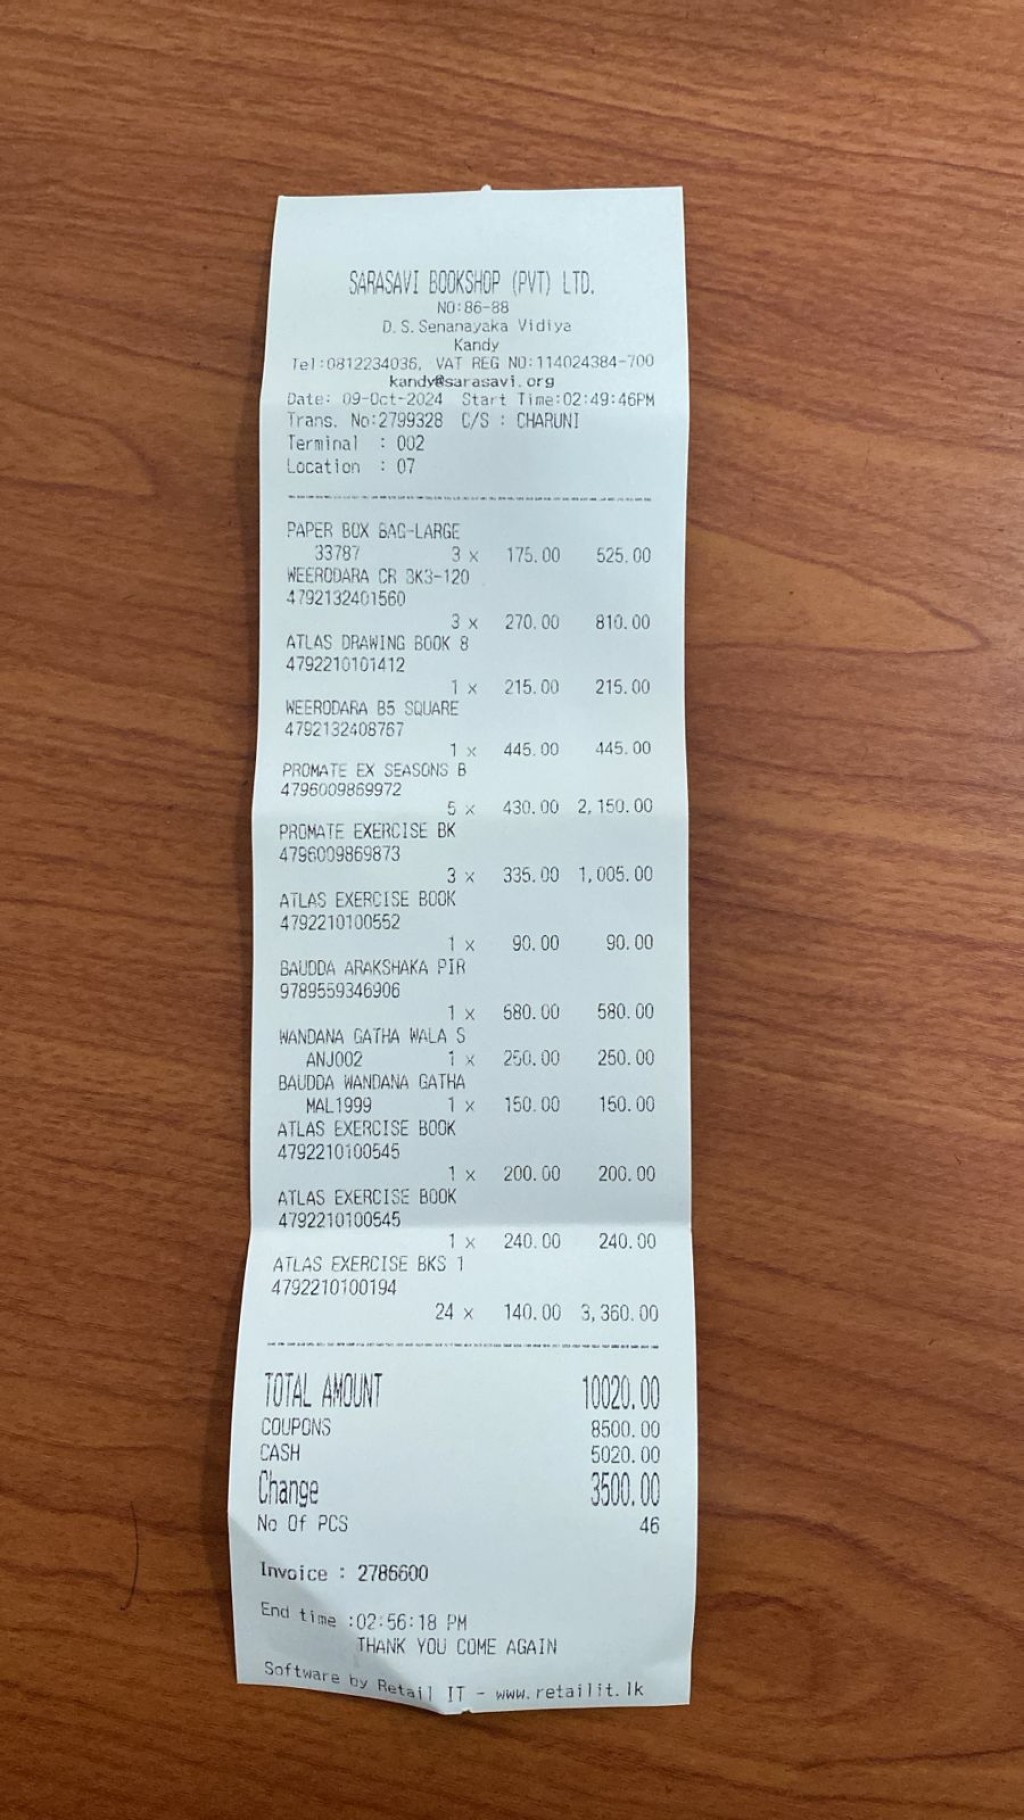 SARASAVI BOOKSHOP (PVT) LTD.
NO:86-88
D.S.Senanayaka Vidiya
Kandy
Tel:0812234036, VAT REG NO:114024384-700
kandy@sarasavi.org
Date: 09-Oct-2024 Start Time:02:49:46PM
Trans. No:2799328 C/S : CHARUNI
Terminal : 002
Location : 07
PAPER BOX BAG-LARGE
33787 3 x 175.00 525.00
WEERODARA CR BK3-120
4792132401560
3 x 270.00 810.00
ATLAS DRAWING BOOK 8
4792210101412
1 x 215.00 215.00
WEERODARA B5 SQUARE
4792132408767
1 x 445.00 445.00
PROMATE EX SEASONS B
4796009869972
5 x 430.00 2,150.00
PROMATE EXERCISE BK
4796009869873
3 x 335.00 1,005.00
ATLAS EXERCISE BOOK
4792210100552
1 x 90.00 90.00
BAUDDA ARAKSHAKA PIR
9789559346906
1 x 580.00 580.00
WANDANA GATHA WALA S
ANJ002 1 x 250.00 250.00
BAUDDA WANDANA GATHA
MAL1999 1 x 150.00 150.00
ATLAS EXERCISE BOOK
4792210100545
1 x 200.00 200.00
ATLAS EXERCISE BOOK
4792210100545
1 x 240.00 240.00
ATLAS EXERCISE BKS 1
4792210100194
24 x 140.00 3,360.00
TOTAL AMOUNT 10020.00
COUPONS 8500.00
CASH 5020.00
Change 3500.00
No Of PCS 46
Invoice : 2786600
End time :02:56:18 PM
THANK YOU COME AGAIN
Software by Retail IT - www.retailit.lk